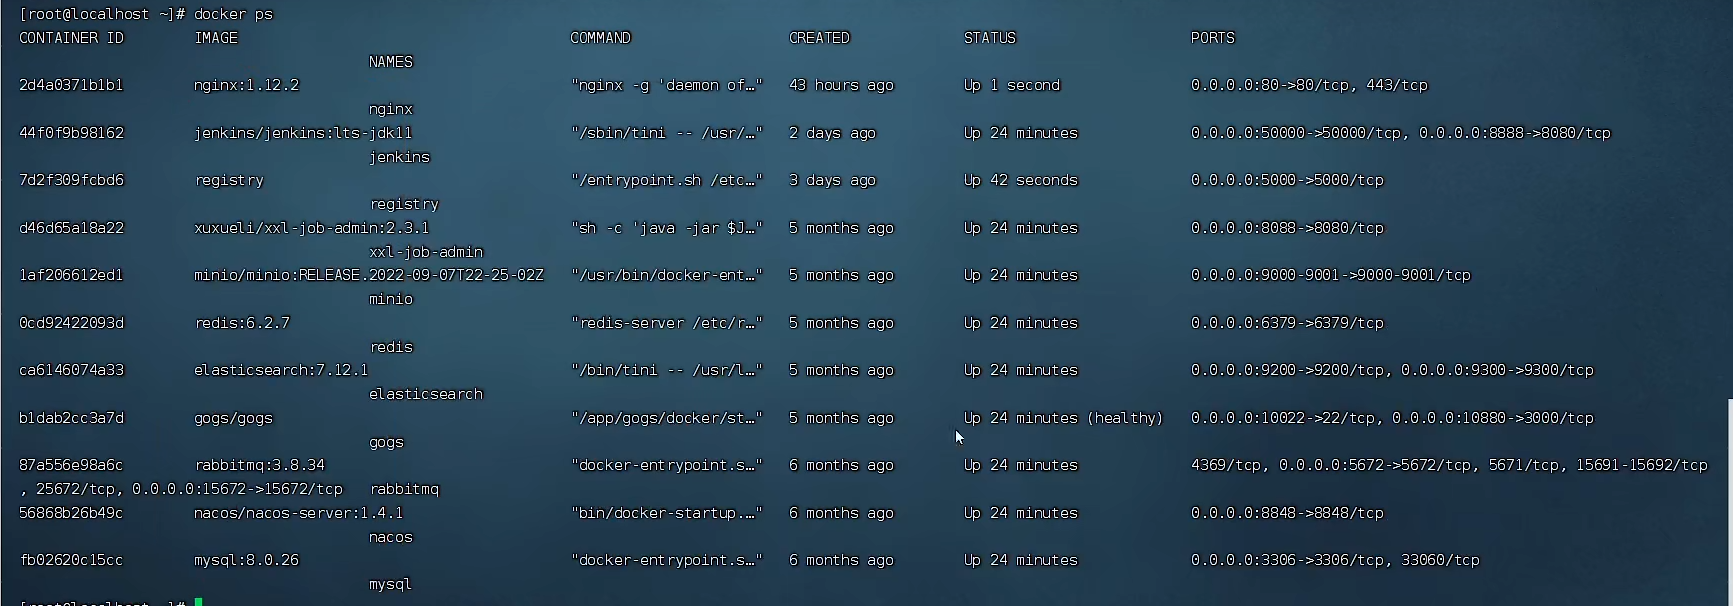 [root@localhost ~]# docker ps
CONTAINER ID        IMAGE                                      COMMAND                  CREATED             STATUS                    PORTS
                                        NAMES
2d4a0371b1b1        nginx:1.12.2                               "nginx -g 'daemon of…"   43 hours ago        Up 1 second               0.0.0.0:80->80/tcp, 443/tcp
                                        nginx
44f0f9b98162        jenkins/jenkins:lts-jdk11                  "/sbin/tini -- /usr/…"   2 days ago          Up 24 minutes             0.0.0.0:50000->50000/tcp, 0.0.0.0:8888->8080/tcp
                                        jenkins
7d2f309fcbd6        registry                                   "/entrypoint.sh /etc…"   3 days ago          Up 42 seconds             0.0.0.0:5000->5000/tcp
                                        registry
d46d65a18a22        xuxueli/xxl-job-admin:2.3.1                "sh -c 'java -jar $J…"   5 months ago        Up 24 minutes             0.0.0.0:8088->8080/tcp
                                        xxl-job-admin
1af206612ed1        minio/minio:RELEASE.2022-09-07T22-25-02Z   "/usr/bin/docker-ent…"   5 months ago        Up 24 minutes             0.0.0.0:9000-9001->9000-9001/tcp
                                        minio
0cd92422093d        redis:6.2.7                                "redis-server /etc/r…"   5 months ago        Up 24 minutes             0.0.0.0:6379->6379/tcp
                                        redis
ca6146074a33        elasticsearch:7.12.1                       "/bin/tini -- /usr/l…"   5 months ago        Up 24 minutes             0.0.0.0:9200->9200/tcp, 0.0.0.0:9300->9300/tcp
                                        elasticsearch
b1dab2cc3a7d        gogs/gogs                                  "/app/gogs/docker/st…"   5 months ago        Up 24 minutes (healthy)   0.0.0.0:10022->22/tcp, 0.0.0.0:10880->3000/tcp
                                        gogs
87a556e98a6c        rabbitmq:3.8.34                            "docker-entrypoint.s…"   6 months ago        Up 24 minutes             4369/tcp, 0.0.0.0:5672->5672/tcp, 5671/tcp, 15691-15692/tcp
, 25672/tcp, 0.0.0.0:15672->15672/tcp   rabbitmq
56868b26b49c        nacos/nacos-server:1.4.1                   "bin/docker-startup.…"   6 months ago        Up 24 minutes             0.0.0.0:8848->8848/tcp
                                        nacos
fb02620c15cc        mysql:8.0.26                               "docker-entrypoint.s…"   6 months ago        Up 24 minutes             0.0.0.0:3306->3306/tcp, 33060/tcp
                                        mysql
[root@localhost ~]#